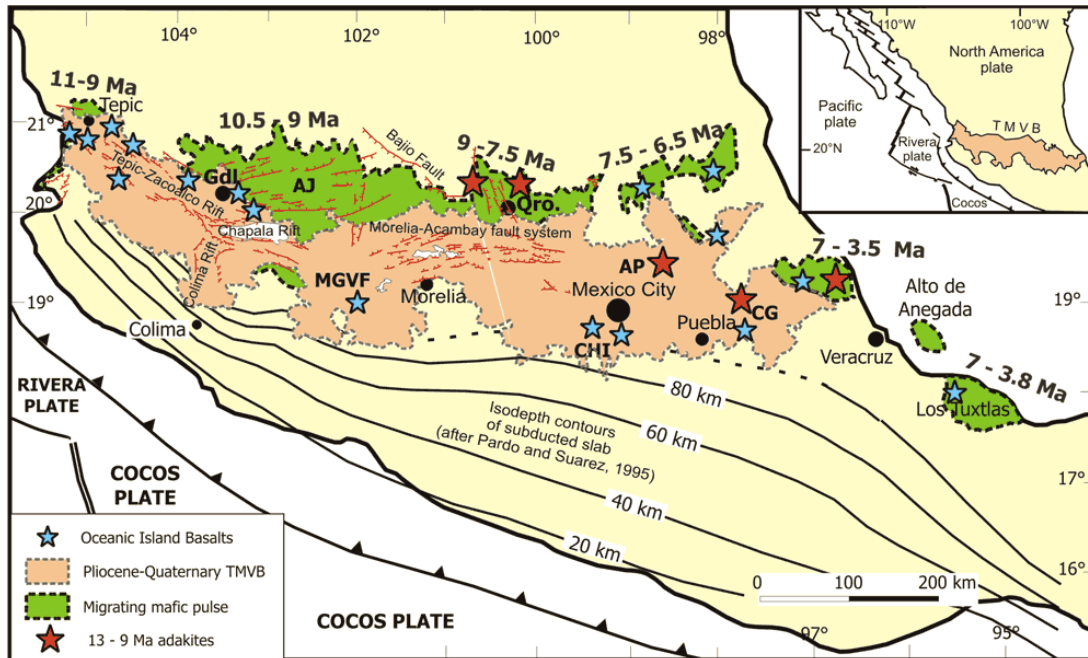 104°
102°
100°
98°
110°W
100°W
North America
plate
Pacific
plate
20°N
Rivera
plate
TMVB
Cocos
11-9 Ma
Tepic
21°
10.5 - 9 Ma
Bajio Fault
9 -7.5 Ma
7.5 - 6.5 Ma
Tepic-Zacoalco Rift
Gdl
AJ
Qro.
20°
Chapala Rift
Morelia-Acambay fault system
7 - 3.5 Ma
Colima Rift
MGVF
Morelia
AP
Mexico City
CG
19°
19°
Alto de
Anegada
Colima
CHI
Puebla
Veracruz
7 - 3.8 Ma
Los Tuxtlas
RIVERA
PLATE
80 km
Isodepth contours
of subducted slab
(after Pardo and Suarez, 1995)
60 km
COCOS
PLATE
40 km
17°
20 km
16°
Oceanic Island Basalts
Pliocene-Quaternary TMVB
Migrating mafic pulse
13 - 9 Ma adakites
0 100 200 km
COCOS PLATE
97°
95°